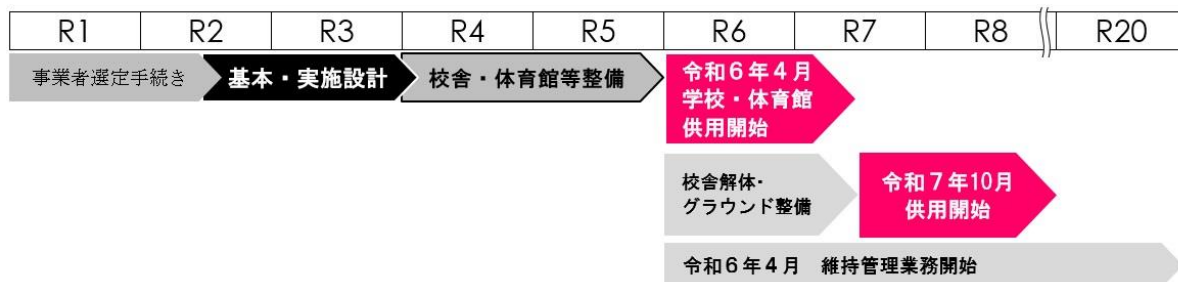 R1 R2 R3 R4 R5 R6 R7 R8 R20
事業者選定手続き 基本・実施設計 校舎・体育館等整備 令和６年４月
学校・体育館
供用開始
校舎解体・ 令和７年10月
グラウンド整備 供用開始
令和６年４月　維持管理業務開始